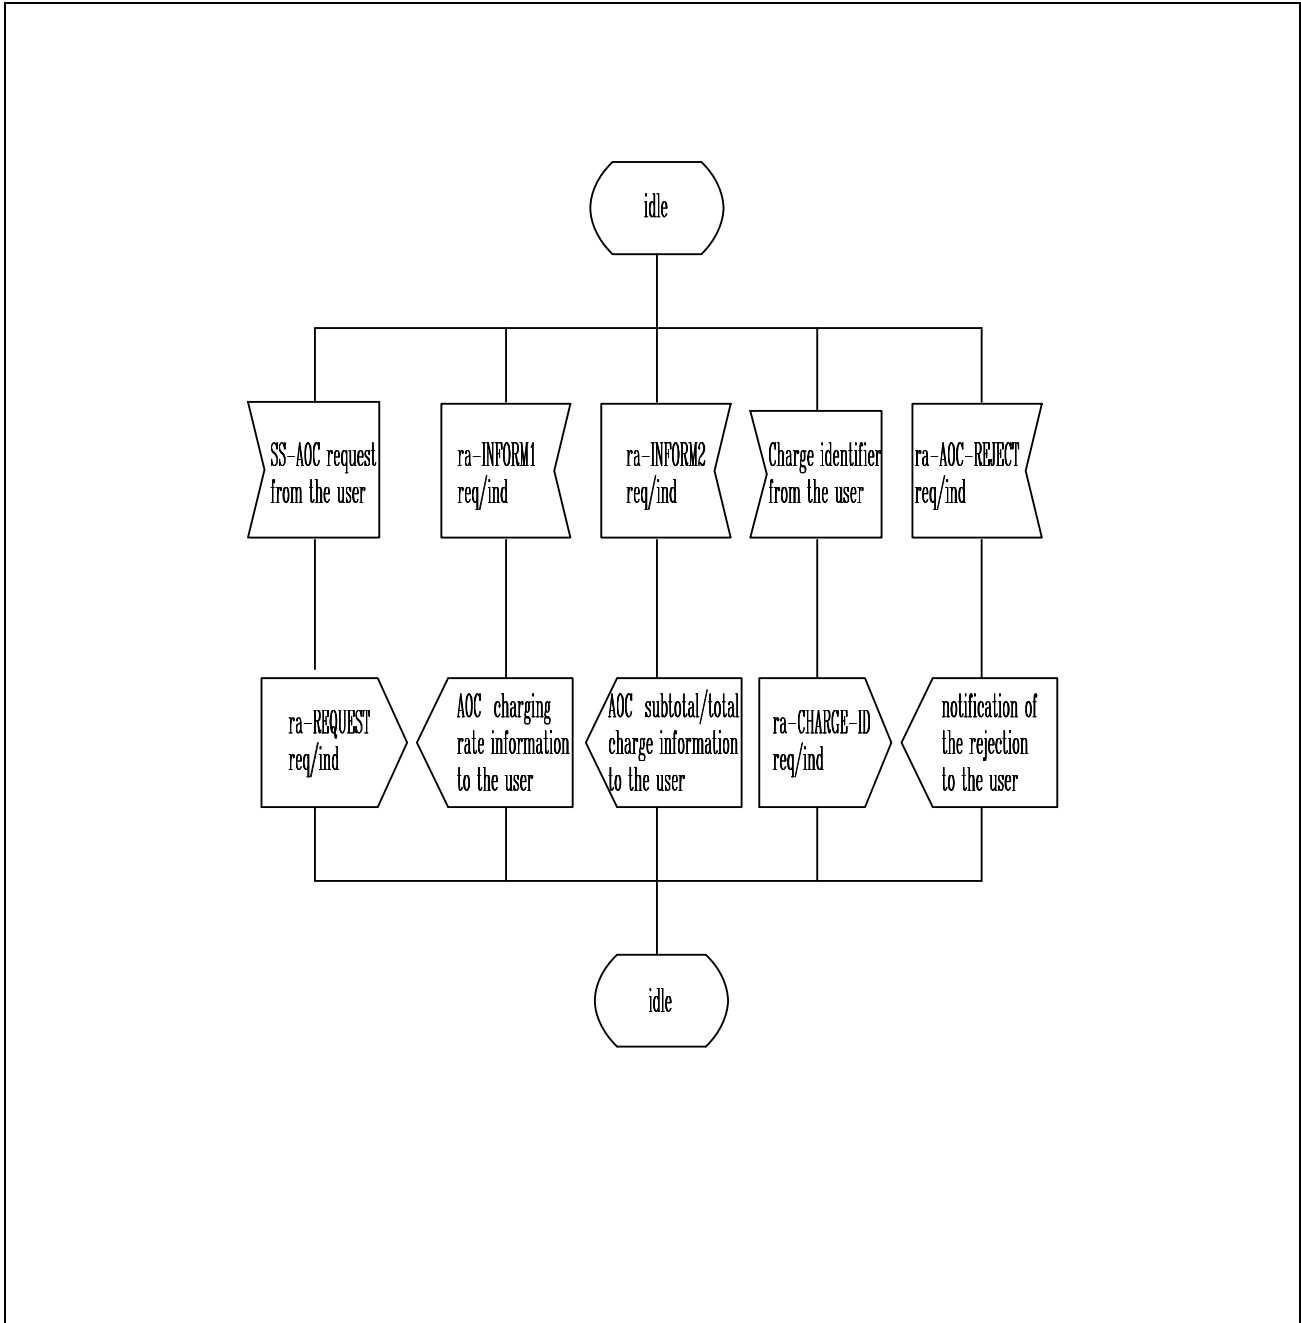 idle
SS-AOC request
from the user
ra-INFORM1
req/ind
ra-INFORM2
req/ind
Charge identifier
from the user
ra-AOC-REJECT
req/ind
ra-REQUEST
req/ind
AOC charging
rate information
to the user
AOC subtotal/total
charge information
to the user
ra-CHARGE-ID
req/ind
notification of
the rejection
to the user
idle